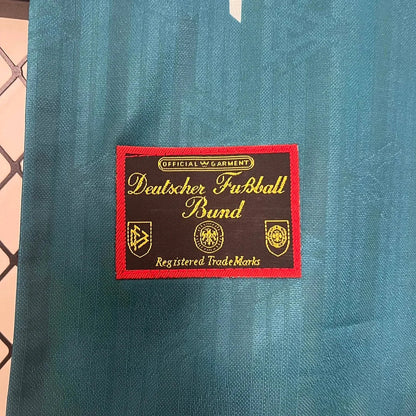 OFFICIAL GARMENT
Deutscher Fußball
Bund
Registered Trade Marks